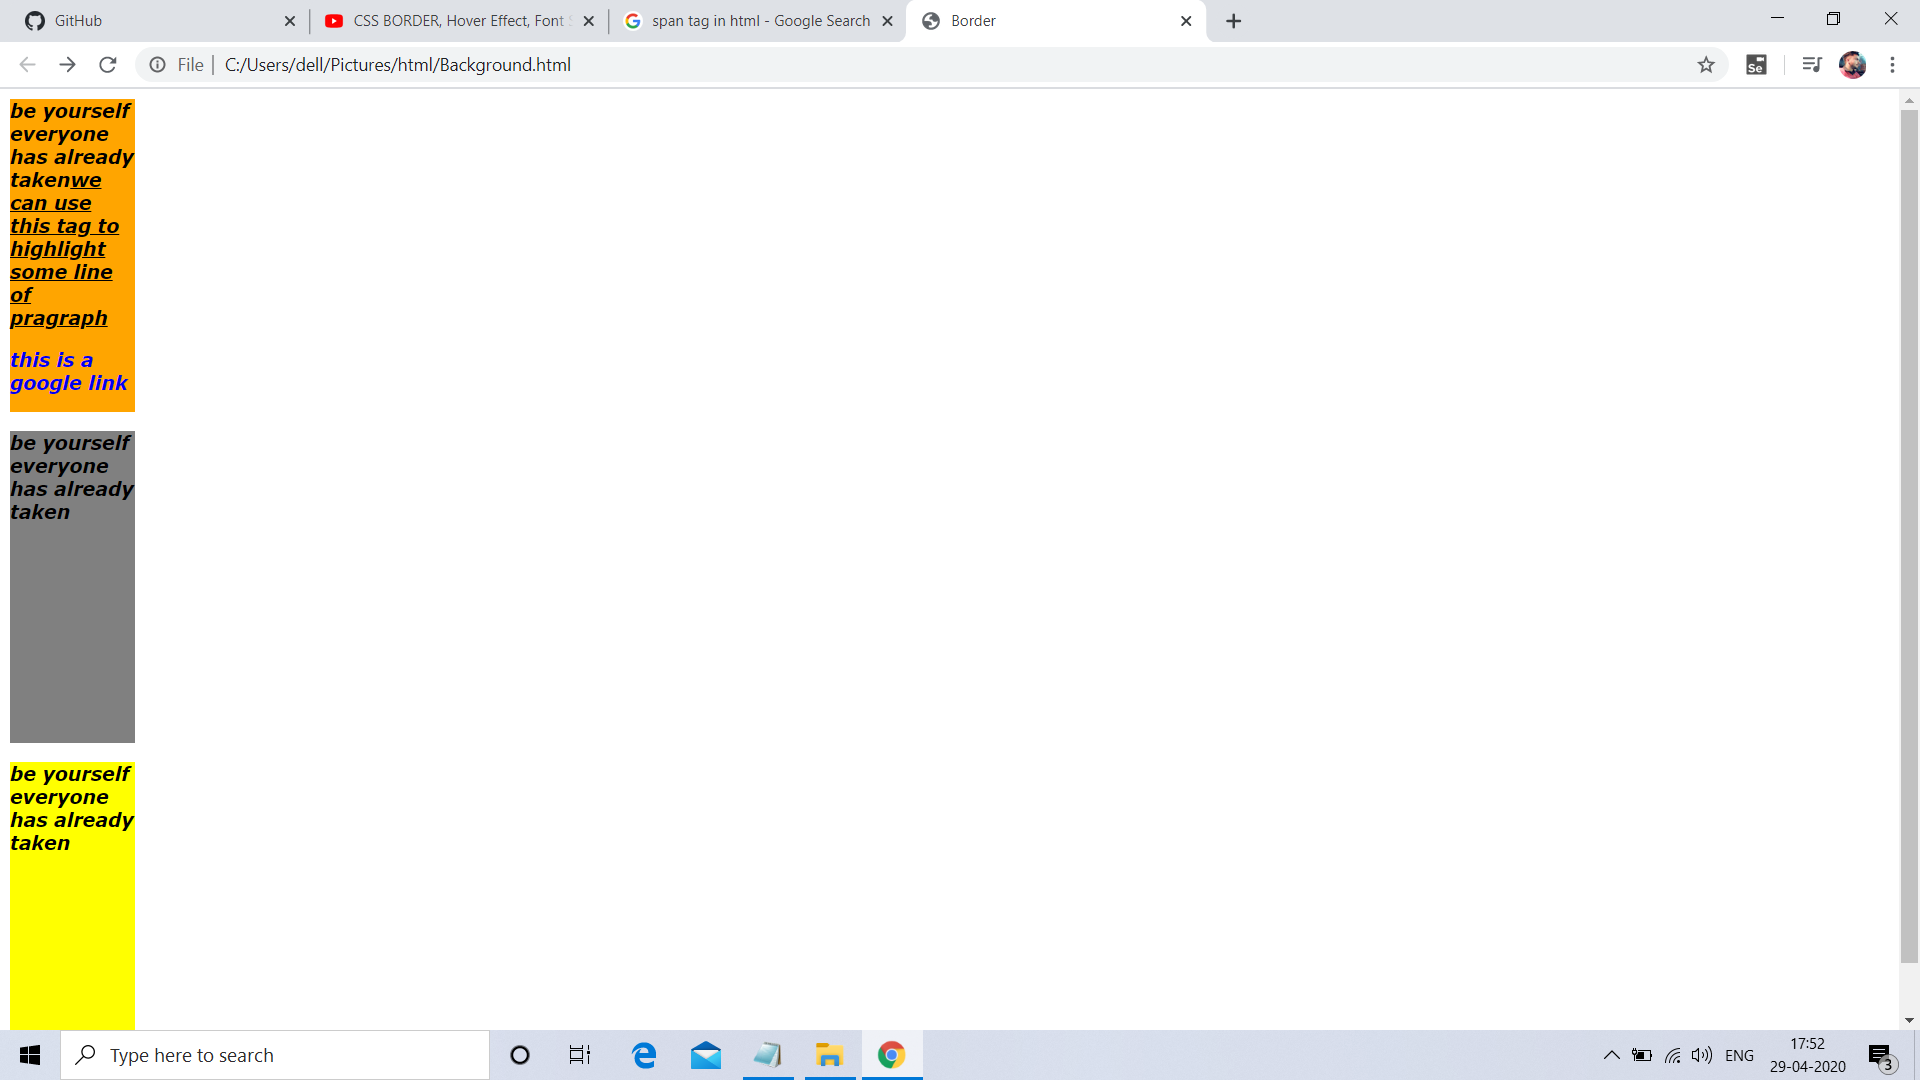 GitHub
CSS BORDER, Hover Effect, Font
span tag in html - Google Search
Border
File
C:/Users/dell/Pictures/html/Background.html
Se
be yourself
everyone
has already
takenwe
can use
this tag to
highlight
some line
of
pragraph
this is a
google link
be yourself
everyone
has already
taken
be yourself
everyone
has already
taken
Type here to search
ENG
17:52
29-04-2020
3